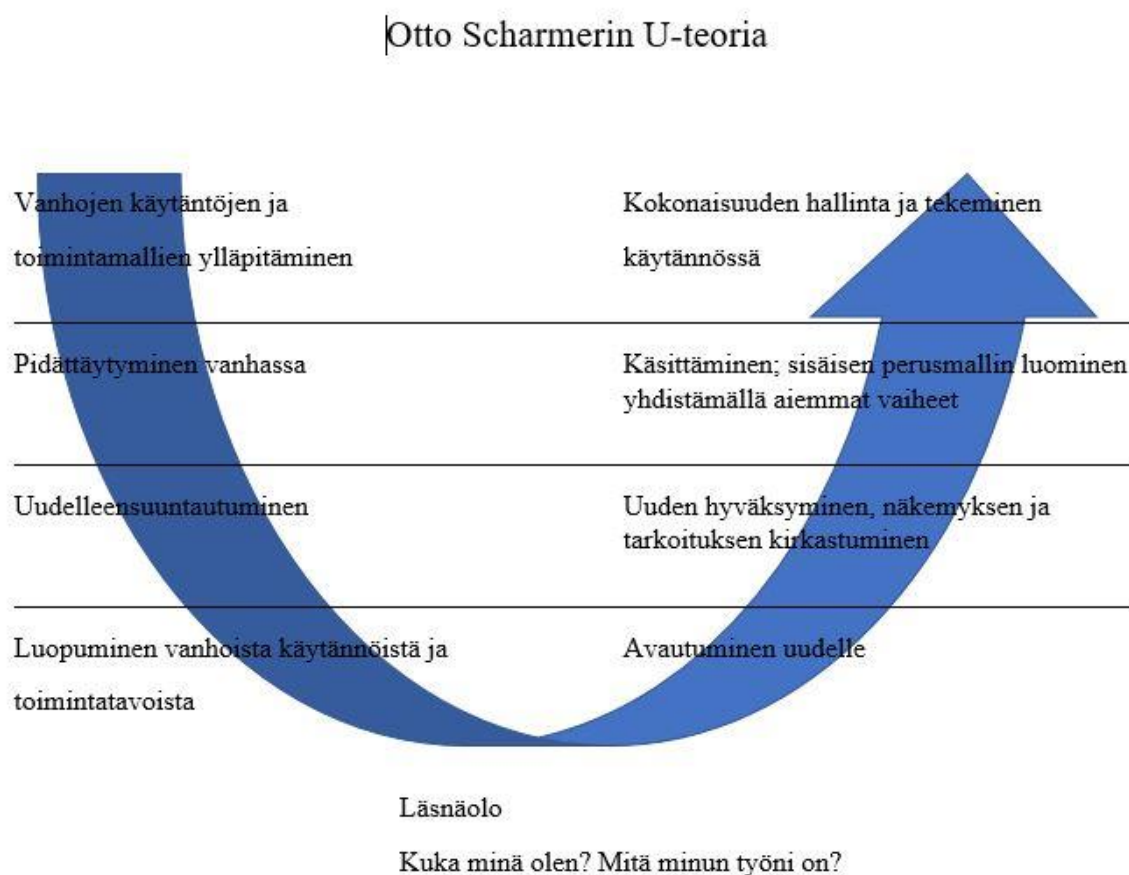 Otto Scharmerin U-teoria
Vanhojen käytäntöjen ja
toimintamallien ylläpitäminen
Kokonaisuuden hallinta ja tekeminen
käytännössä
Pidättäytyminen vanhassa
Käsittäminen; sisäisen perusmallin luominen
yhdistämällä aiemmat vaiheet
Uudelleensuuntautuminen
Uuden hyväksyminen, näkemyksen ja
tarkoituksen kirkastuminen
Luopuminen vanhoista käytännöistä ja
toimintatavoista
Avautuminen uudelle
Läsnäolo
Kuka minä olen? Mitä minun työni on?